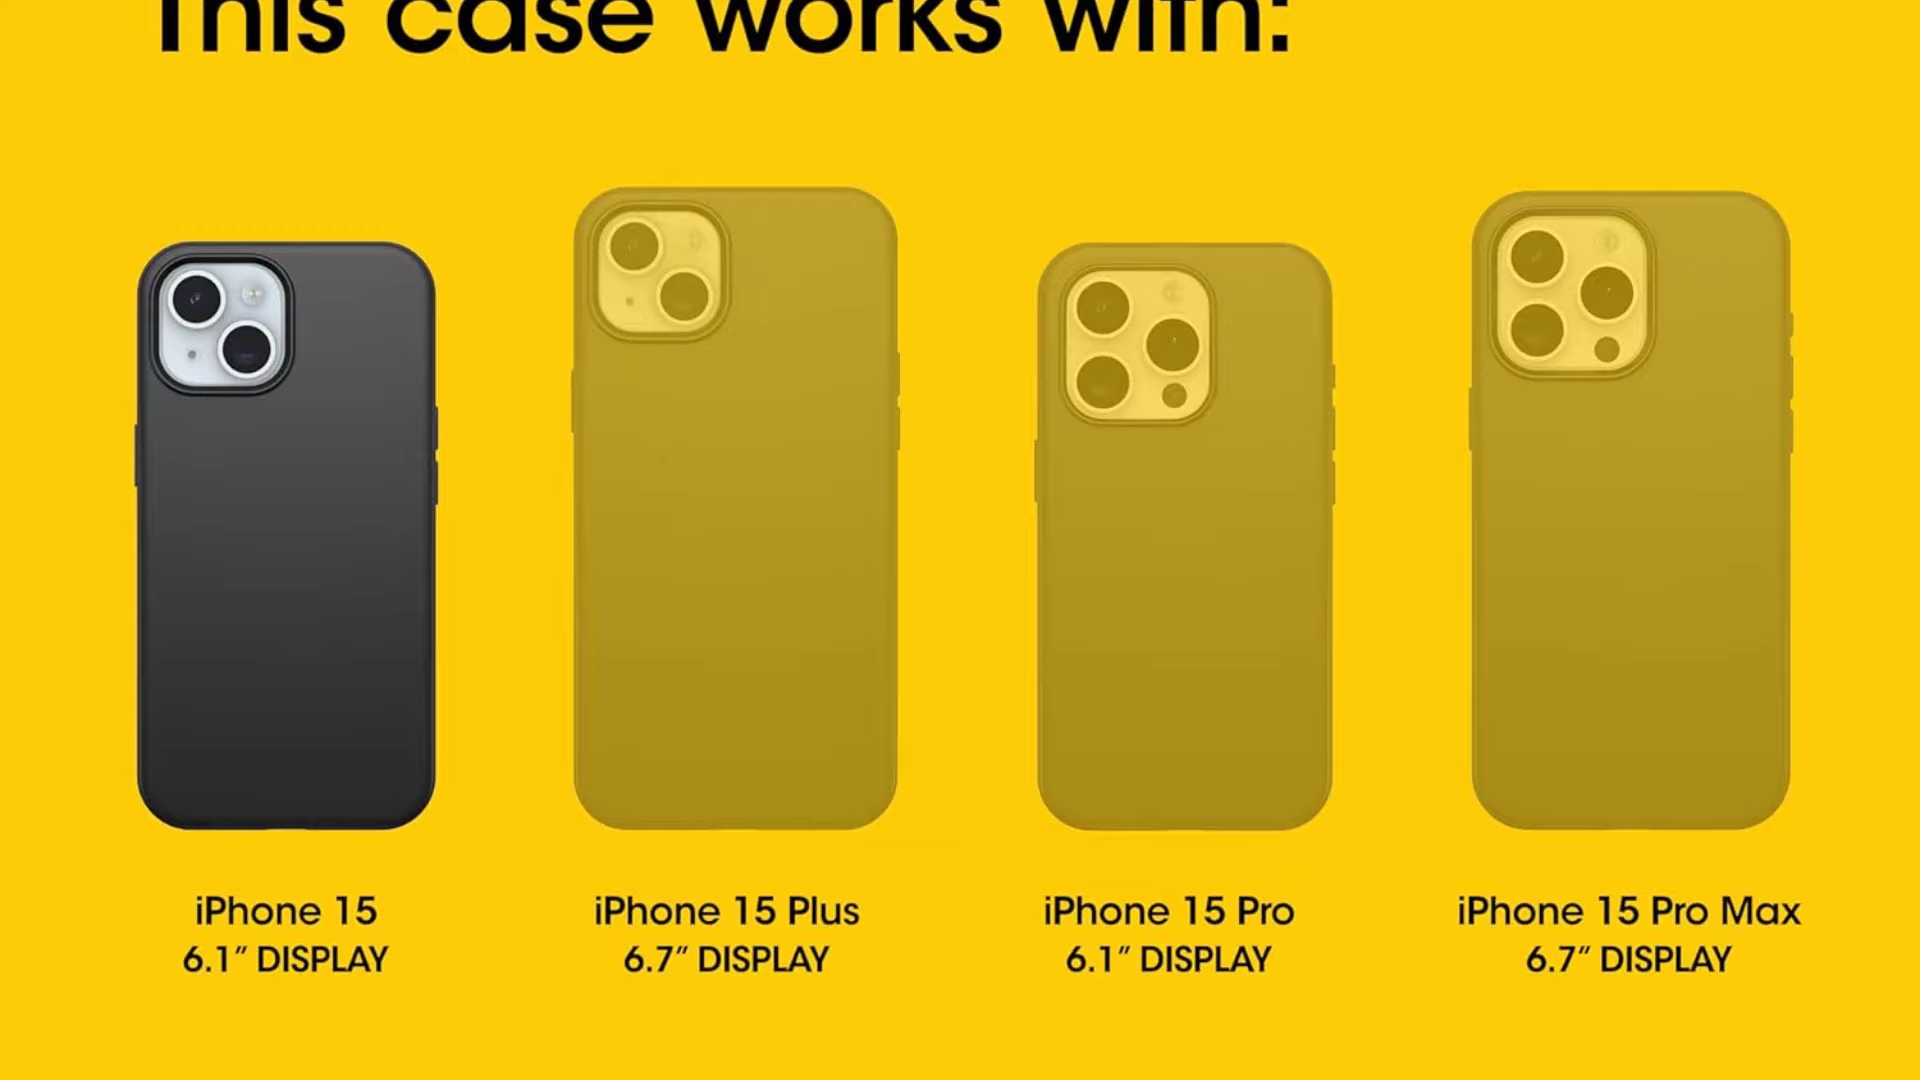 This case works with:
iPhone 15
6.1” DISPLAY
iPhone 15 Plus
6.7” DISPLAY
iPhone 15 Pro
6.1” DISPLAY
iPhone 15 Pro Max
6.7” DISPLAY